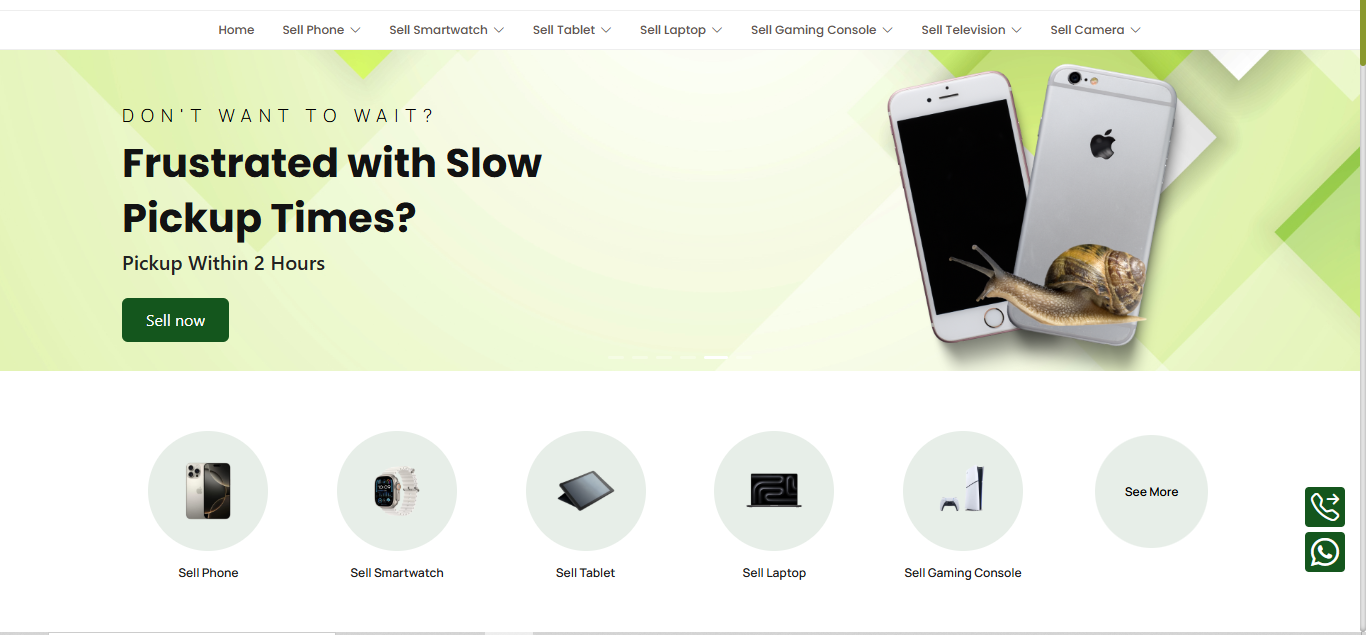 Home Sell Phone Sell Smartwatch Sell Tablet Sell Laptop Sell Gaming Console Sell Television Sell Camera
DON'T WANT TO WAIT?
Frustrated with Slow
Pickup Times?
Pickup Within 2 Hours
Sell now
See More
Sell Phone Sell Smartwatch Sell Tablet Sell Laptop Sell Gaming Console